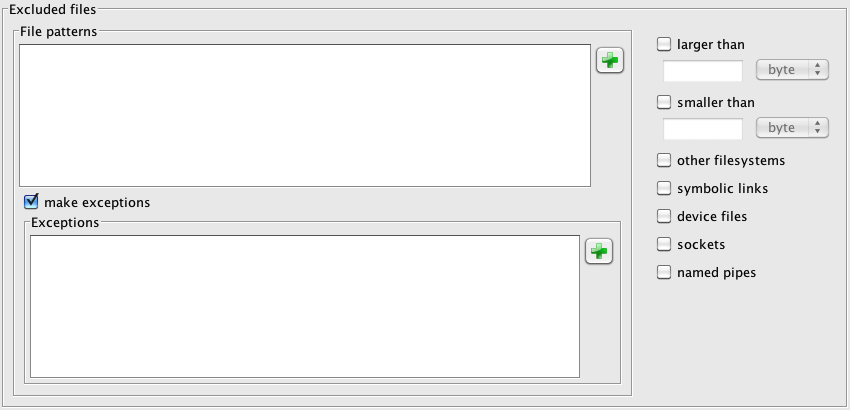 Excluded files
File patterns
make exceptions
Exceptions
larger than
byte
smaller than
byte
other filesystems
symbolic links
device files
sockets
named pipes